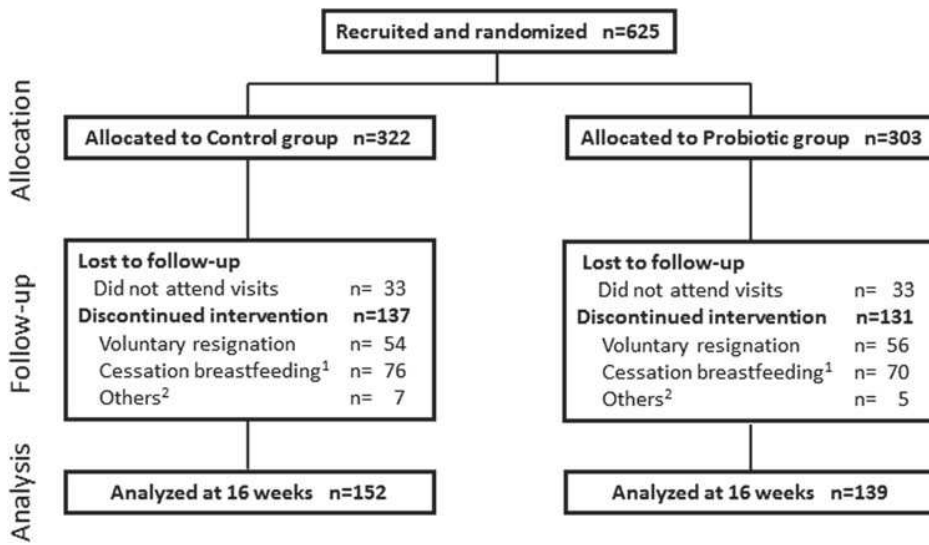 Recruited and randomized n=625
Allocation
Allocated to Control group n=322
Allocated to Probiotic group n=303
Follow-up
Lost to follow-up
Did not attend visits n= 33
Discontinued intervention n=137
Voluntary resignation n= 54
Cessation breastfeeding¹ n= 76
Others² n= 7
Lost to follow-up
Did not attend visits n= 33
Discontinued intervention n=131
Voluntary resignation n= 56
Cessation breastfeeding¹ n= 70
Others² n= 5
Analysis
Analyzed at 16 weeks n=152
Analyzed at 16 weeks n=139